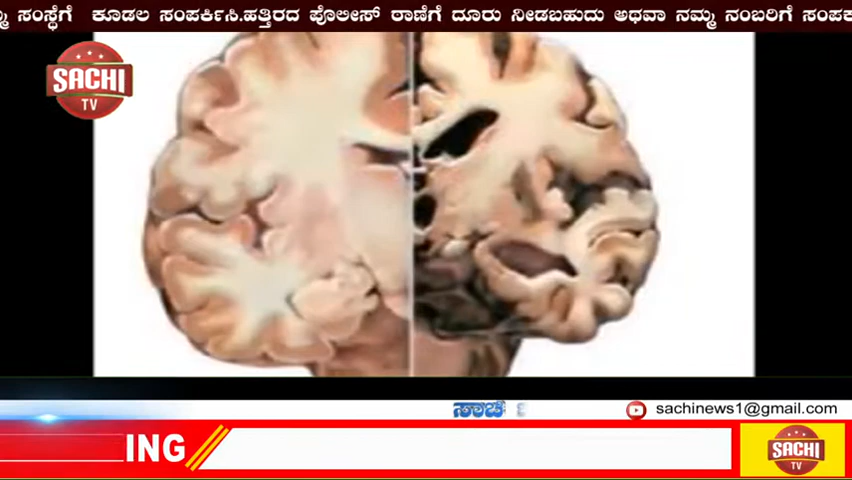 ಸಂಸ್ಥೆಗೆ ಕೂಡಲ ಸಂಪರ್ಕಿಸಿ.ಹತ್ತಿರದ ಪೊಲೀಸ್ ಠಾಣೆಗೆ ದೂರು ನೀಡಬಹುದು ಅಥವಾ ನಮ್ಮ ನಂಬರಿಗೆ
SACHI
TV
ಸಾಚಿ
sachinews1@gmail.com
ING
SACHI
TV